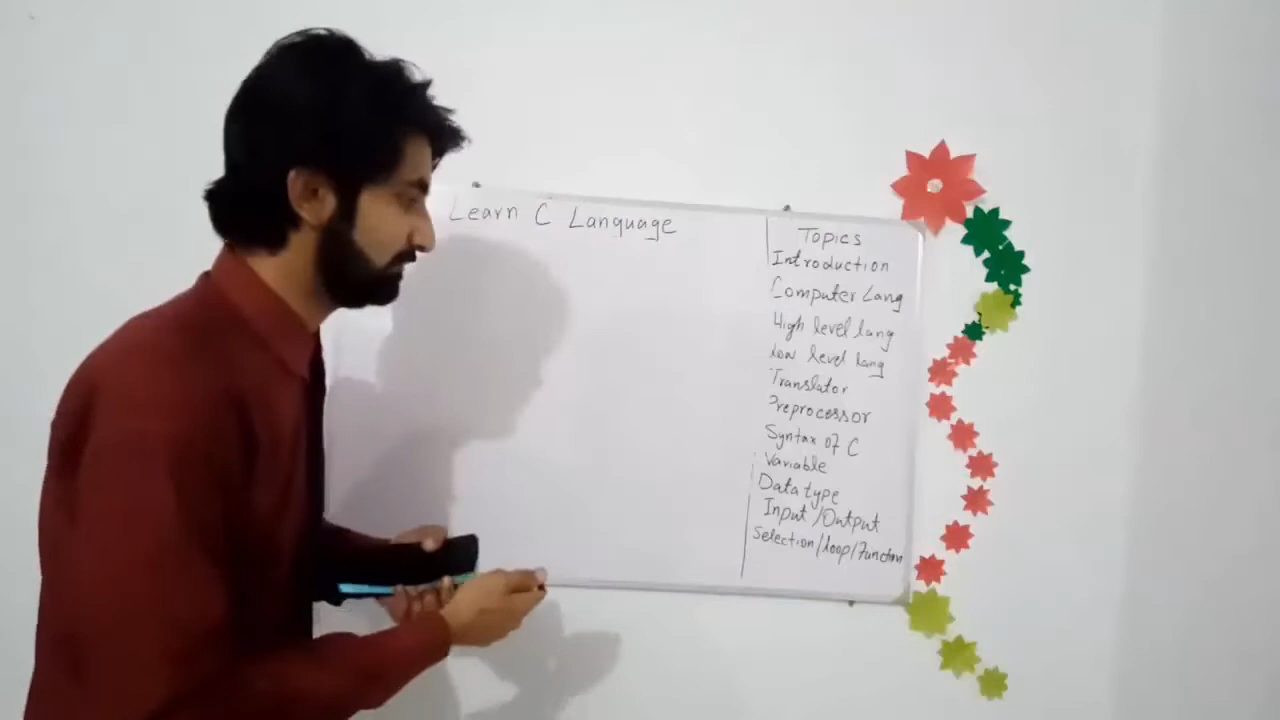 Learn C Language
Topics
Introduction
Computer Lang
High level lang
Low level lang
Translator
Preprocessor
Syntax of C
Variable
Data type
Input/Output
Selection/Loop/Function